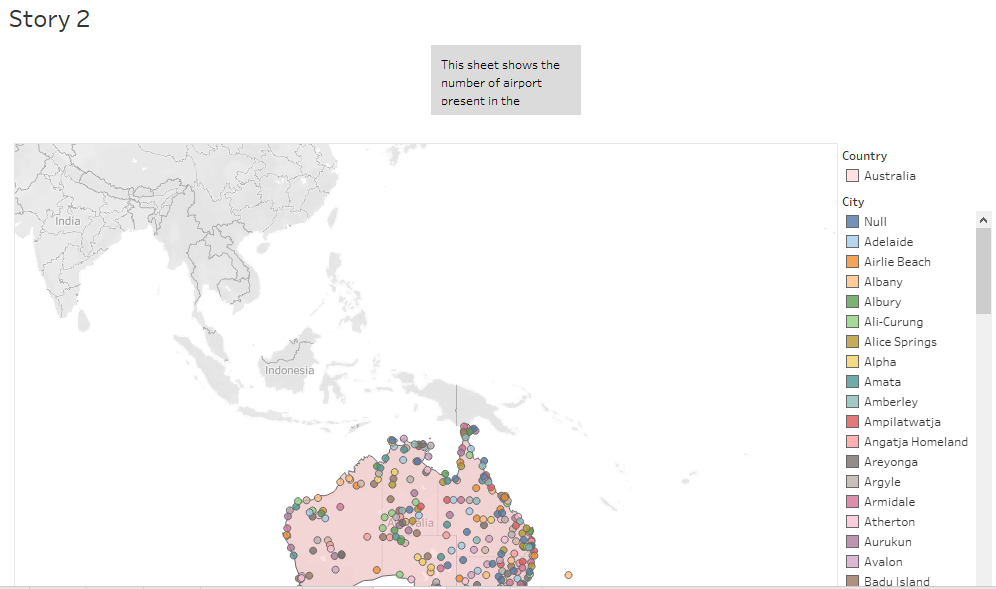 Story 2
This sheet shows the
number of airport
present in the
India
Indonesia
Australia
Country
Australia
City
Null
Adelaide
Airlie Beach
Albany
Albury
Ali-Curung
Alice Springs
Alpha
Amata
Amberley
Ampilatwatja
Angatja Homeland
Areyonga
Argyle
Armidale
Atherton
Aurukun
Avalon
Badu Island